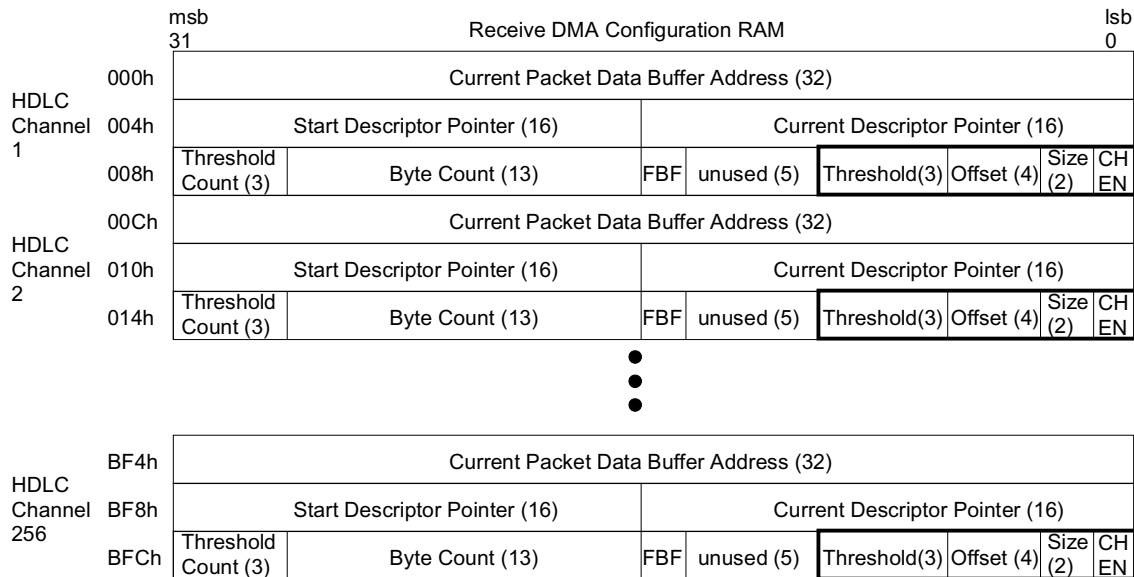 msb Receive DMA Configuration RAM lsb
31 0
HDLC Channel 1
000h Current Packet Data Buffer Address (32)
004h Start Descriptor Pointer (16) Current Descriptor Pointer (16)
008h Threshold Count (3) Byte Count (13) FBF unused (5) Threshold(3) Offset (4) Size (2) CH EN
HDLC Channel 2
00Ch Current Packet Data Buffer Address (32)
010h Start Descriptor Pointer (16) Current Descriptor Pointer (16)
014h Threshold Count (3) Byte Count (13) FBF unused (5) Threshold(3) Offset (4) Size (2) CH EN
HDLC Channel 256
BF4h Current Packet Data Buffer Address (32)
BF8h Start Descriptor Pointer (16) Current Descriptor Pointer (16)
BFCh Threshold Count (3) Byte Count (13) FBF unused (5) Threshold(3) Offset (4) Size (2) CH EN